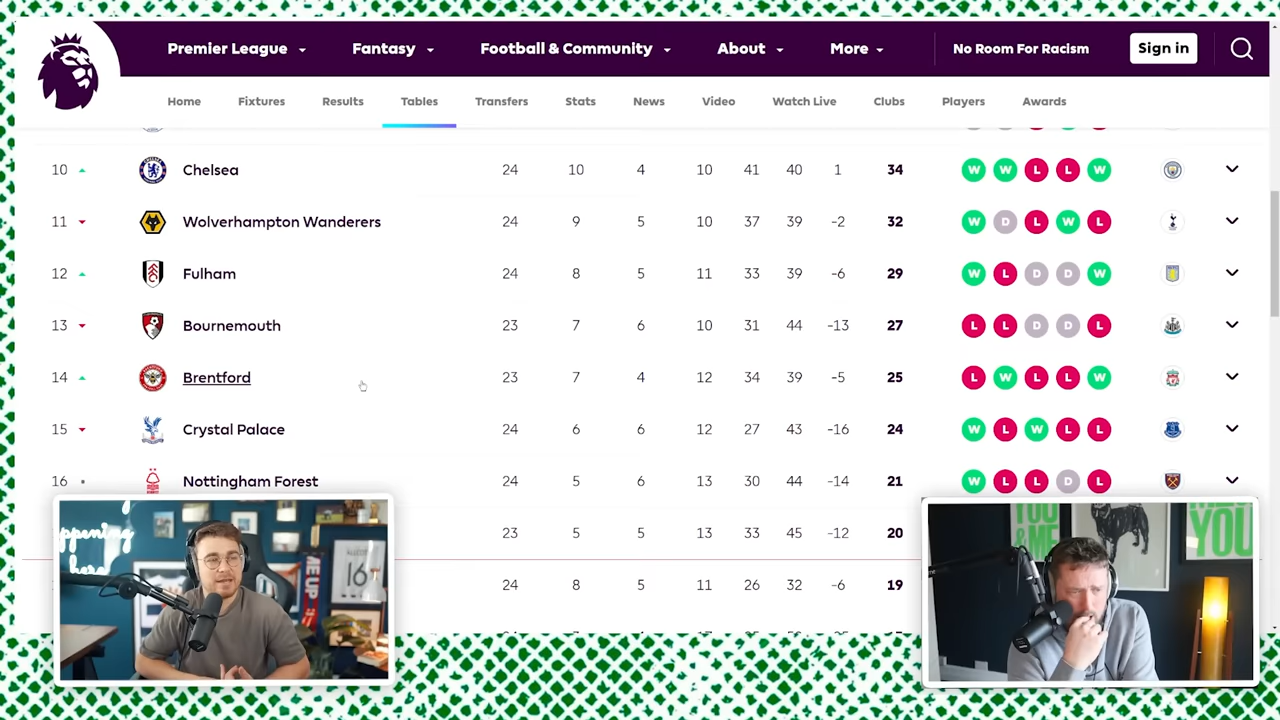 Premier League Fantasy Football & Community About More No Room For Racism Sign in
Home Fixtures Results Tables Transfers Stats News Video Watch Live Clubs Players Awards
10 Chelsea 24 10 4 10 41 40 1 34 W W L L W
11 Wolverhampton Wanderers 24 9 5 10 37 39 -2 32 W D L W L
12 Fulham 24 8 5 11 33 39 -6 29 W L D D W
13 Bournemouth 23 7 6 10 31 44 -13 27 L L D D L
14 Brentford 23 7 4 12 34 39 -5 25 L W L L W
15 Crystal Palace 24 6 6 12 27 43 -16 24 W L W L L
16 Nottingham Forest 24 5 6 13 30 44 -14 21 W L L D L
23 5 5 13 33 45 -12 20
24 8 5 11 26 32 -6 19
ppening
here
16
YOU
& ME
YOU